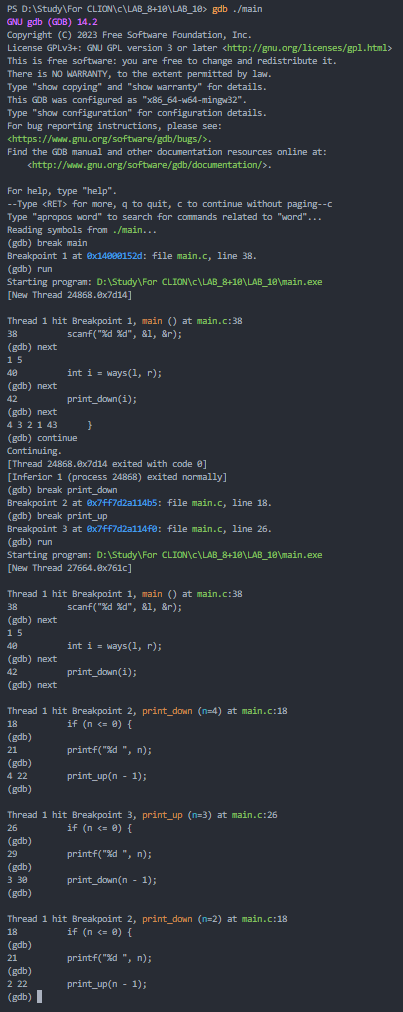 PS D:\Study\For CLION\c\LAB_8+10\LAB_10> gdb ./main
GNU gdb (GDB) 14.2
Copyright (C) 2023 Free Software Foundation, Inc.
License GPLv3+: GNU GPL version 3 or later <http://gnu.org/licenses/gpl.html>
This is free software: you are free to change and redistribute it.
There is NO WARRANTY, to the extent permitted by law.
Type "show copying" and "show warranty" for details.
This GDB was configured as "x86_64-w64-mingw32".
Type "show configuration" for configuration details.
For bug reporting instructions, please see:
<https://www.gnu.org/software/gdb/bugs/>.
Find the GDB manual and other documentation resources online at:
    <http://www.gnu.org/software/gdb/documentation/>.

For help, type "help".
--Type <RET> for more, q to quit, c to continue without paging--c
Type "apropos word" to search for commands related to "word"...
Reading symbols from ./main...
(gdb) break main
Breakpoint 1 at 0x14000152d: file main.c, line 38.
(gdb) run
Starting program: D:\Study\For CLION\c\LAB_8+10\LAB_10\main.exe
[New Thread 24868.0x7d14]

Thread 1 hit Breakpoint 1, main () at main.c:38
38          scanf("%d %d", &l, &r);
(gdb) next
1 5
40          int i = ways(l, r);
(gdb) next
42          print_down(i);
(gdb) next
4 3 2 1 43      }
(gdb) continue
Continuing.
[Thread 24868.0x7d14 exited with code 0]
[Inferior 1 (process 24868) exited normally]
(gdb) break print_down
Breakpoint 2 at 0x7ff7d2a114b5: file main.c, line 18.
(gdb) break print_up
Breakpoint 3 at 0x7ff7d2a114f0: file main.c, line 26.
(gdb) run
Starting program: D:\Study\For CLION\c\LAB_8+10\LAB_10\main.exe
[New Thread 27664.0x761c]

Thread 1 hit Breakpoint 1, main () at main.c:38
38          scanf("%d %d", &l, &r);
(gdb) next
1 5
40          int i = ways(l, r);
(gdb) next
42          print_down(i);
(gdb) next

Thread 1 hit Breakpoint 2, print_down (n=4) at main.c:18
18          if (n <= 0) {
(gdb)
21          printf("%d ", n);
(gdb)
4 22        print_up(n - 1);
(gdb)

Thread 1 hit Breakpoint 3, print_up (n=3) at main.c:26
26          if (n <= 0) {
(gdb)
29          printf("%d ", n);
(gdb)
3 30        print_down(n - 1);
(gdb)

Thread 1 hit Breakpoint 2, print_down (n=2) at main.c:18
18          if (n <= 0) {
(gdb)
21          printf("%d ", n);
(gdb)
2 22        print_up(n - 1);
(gdb)